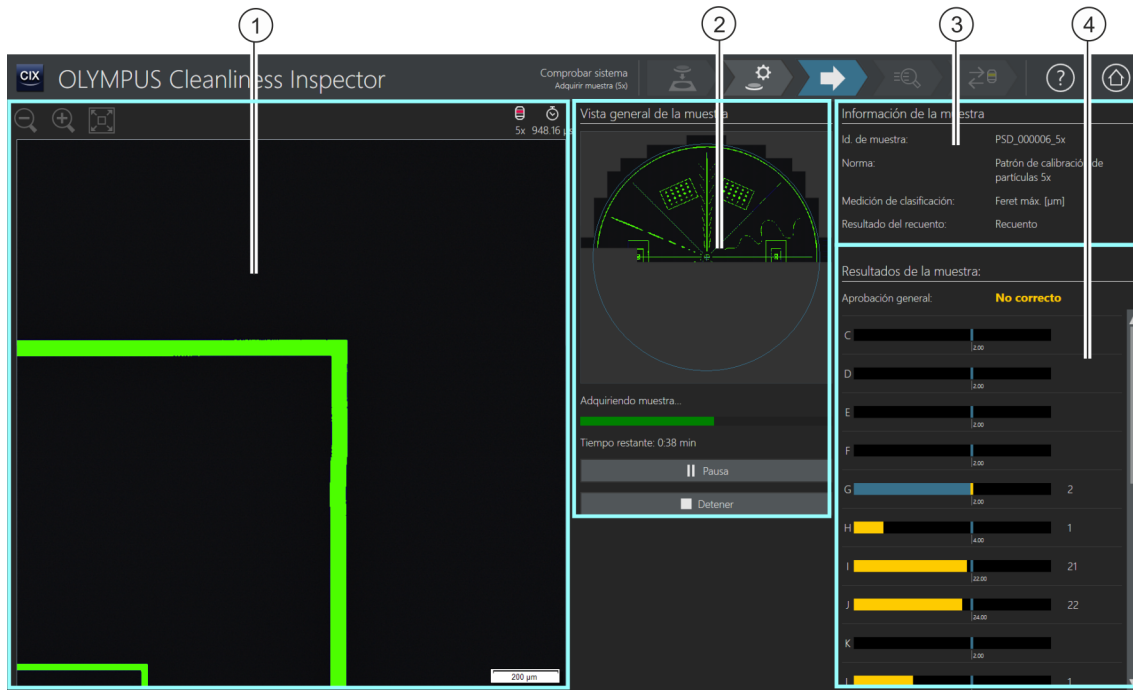 1
2
3
4
CIX
OLYMPUS Cleanliness Inspector
Comprobar sistema
Adquirir muestra (5x)
?
5x 948.16 µs
200 µm
Vista general de la muestra
Adquiriendo muestra...
Tiempo restante: 0:38 min
Pausa
Detener
Información de la muestra
Id. de muestra: PSD_000006_5x
Norma: Patrón de calibración de
partículas 5x
Medición de clasificación: Feret máx. [µm]
Resultado del recuento: Recuento
Resultados de la muestra:
Aprobación general: No correcto
C
2.00
D
2.00
E
2.00
F
2.00
G 2
2.00
H 1
4.00
I 21
22.00
J 22
24.00
K
2.00
1